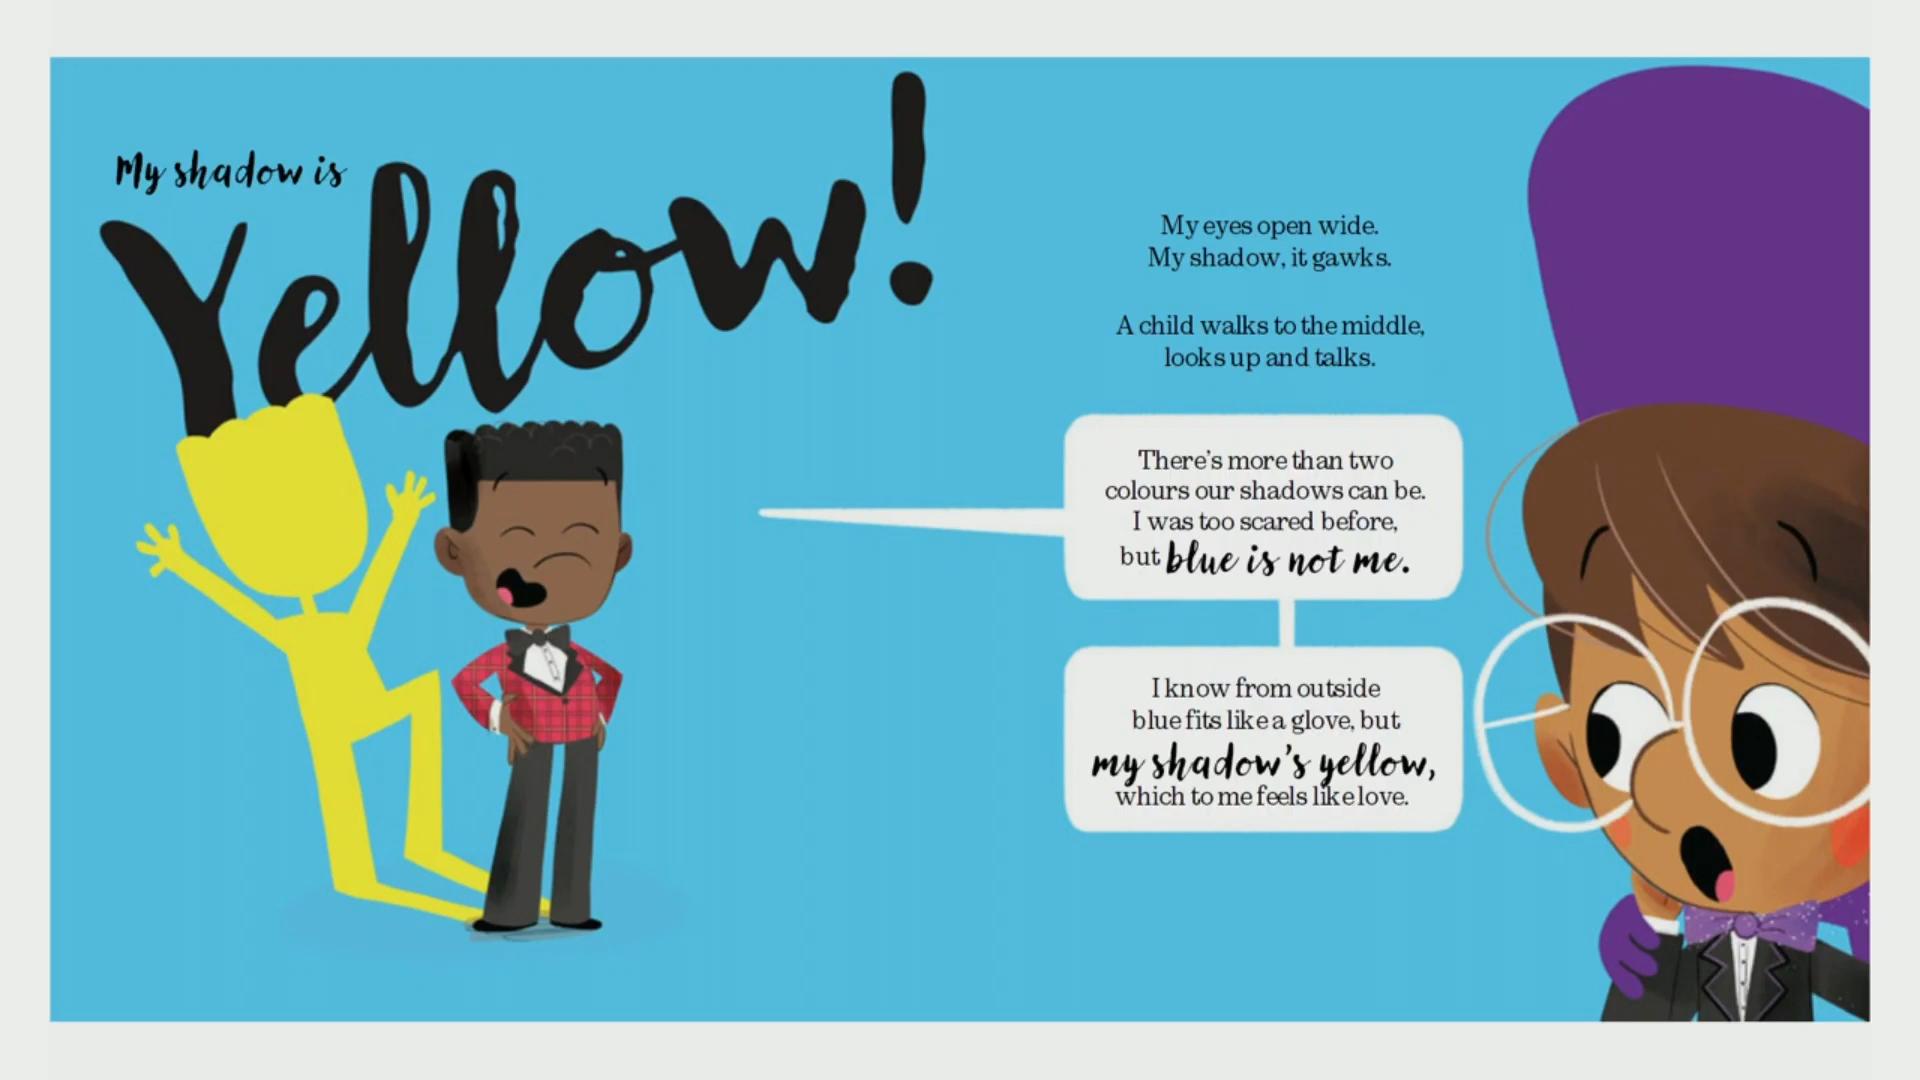 My shadow is
Yellow!
My eyes open wide.
My shadow, it gawks.
A child walks to the middle,
looks up and talks.
There's more than two
colours our shadows can be.
I was too scared before,
but blue is not me.
I know from outside
blue fits like a glove, but
my shadow's yellow,
which to me feels like love.